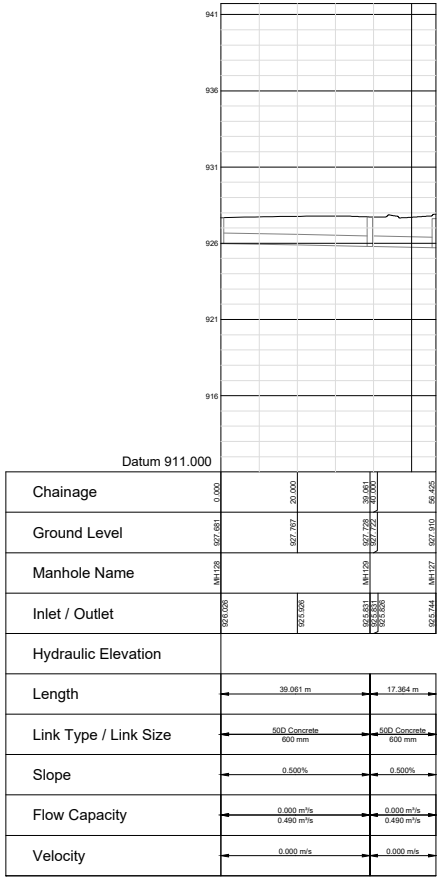 941
936
931
926
921
916
Datum 911.000
Chainage
0.000
20.000
39.061
40.000
56.425
Ground Level
927.681
927.767
927.728
927.722
927.910
Manhole Name
MH128
MH129
MH127
Inlet / Outlet
926.026
925.926
925.831
925.831
925.826
925.744
Hydraulic Elevation
Length
39.061 m
17.364 m
Link Type / Link Size
50D Concrete
600 mm
50D Concrete
600 mm
Slope
0.500%
0.500%
Flow Capacity
0.000 m³/s
0.490 m³/s
0.000 m³/s
0.490 m³/s
Velocity
0.000 m/s
0.000 m/s